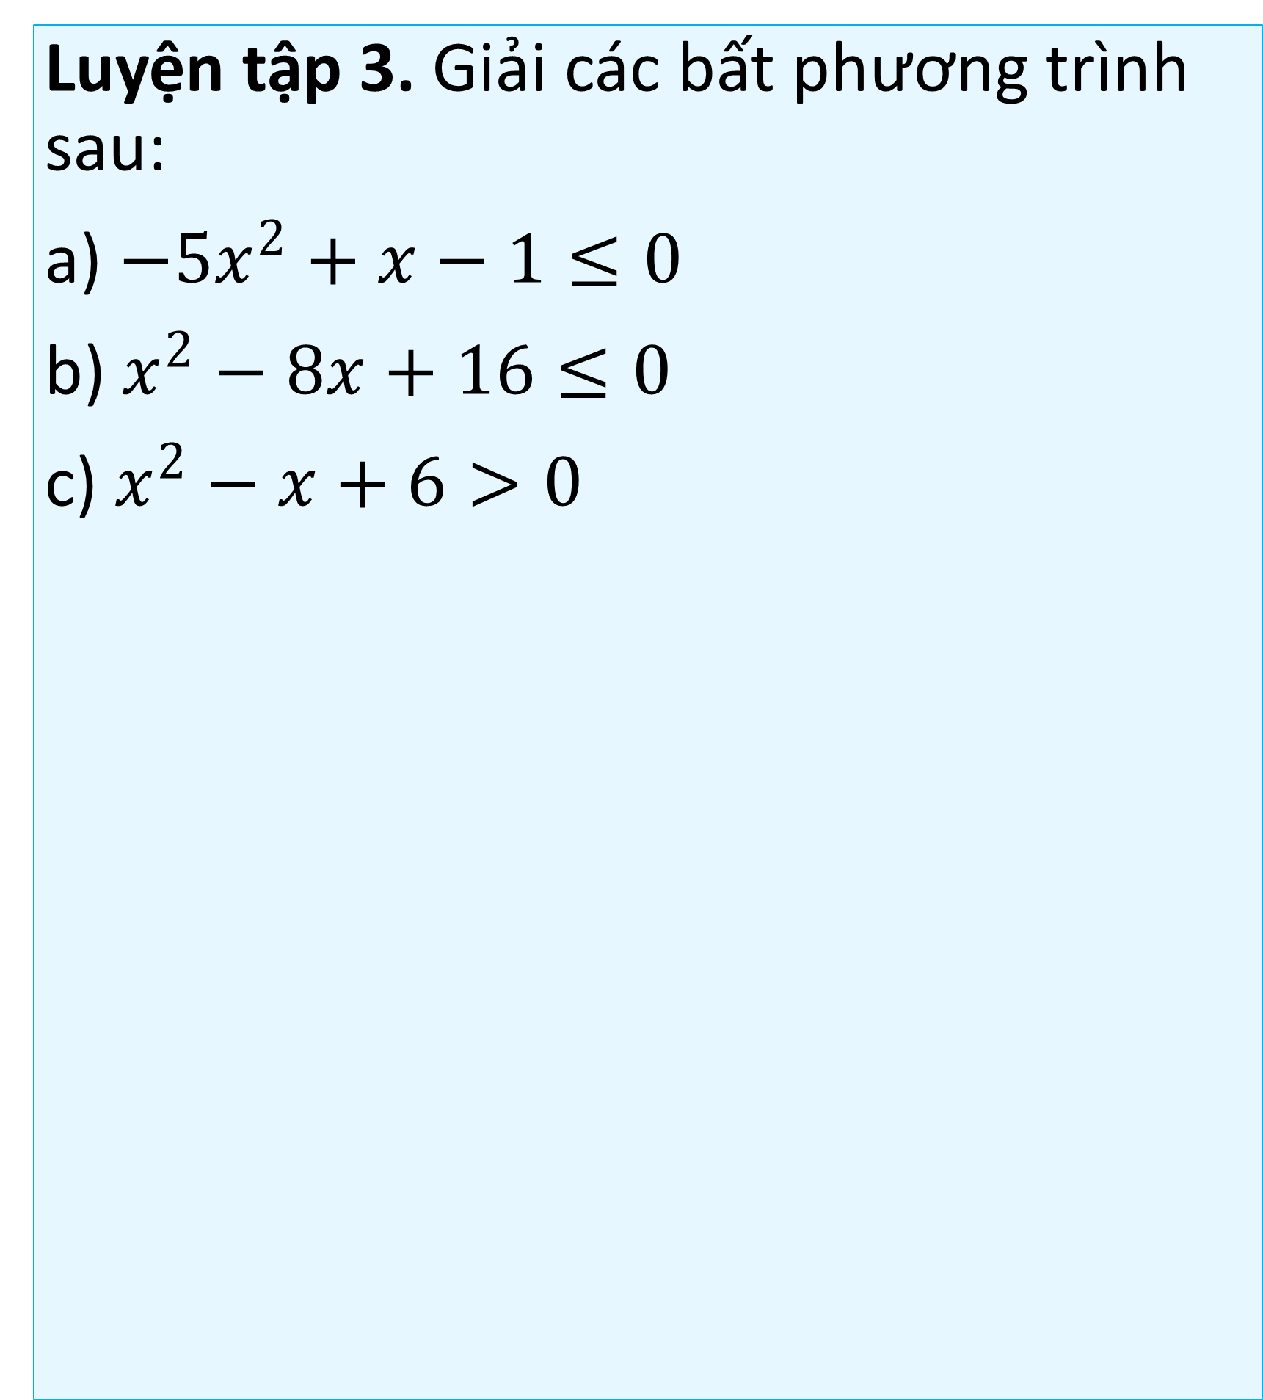 Luyện tập 3. Giải các bất phương trình
sau:
a) −5x² + x − 1 ≤ 0
b) x² − 8x + 16 ≤ 0
c) x² − x + 6 > 0